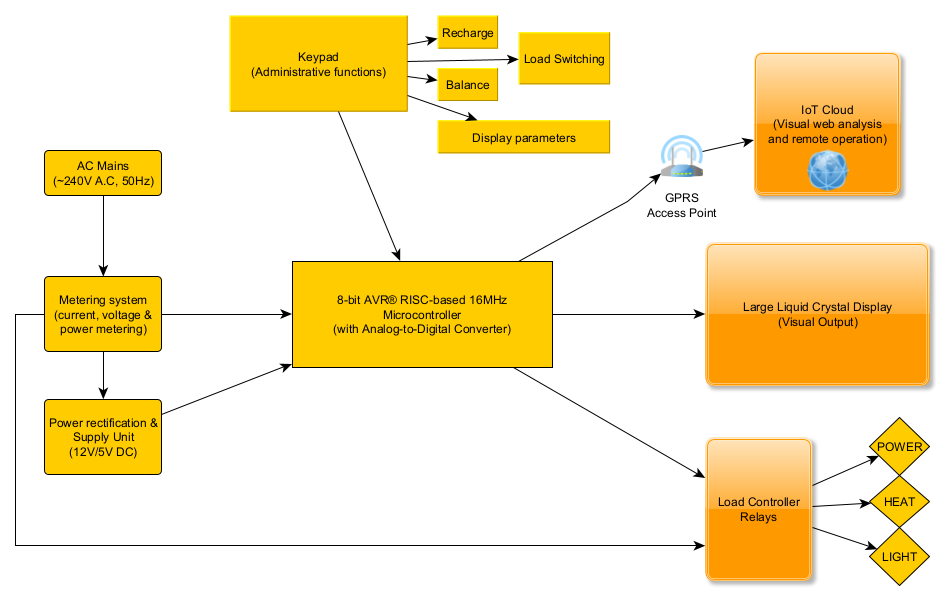 Keypad
(Administrative functions)
Recharge
Load Switching
Balance
Display parameters
IoT Cloud
(Visual web analysis
and remote operation)
GPRS
Access Point
AC Mains
(~240V A.C, 50Hz)
Metering system
(current, voltage &
power metering)
8-bit AVR® RISC-based 16MHz
Microcontroller
(with Analog-to-Digital Converter)
Large Liquid Crystal Display
(Visual Output)
Power rectification &
Supply Unit
(12V/5V DC)
Load Controller
Relays
POWER
HEAT
LIGHT